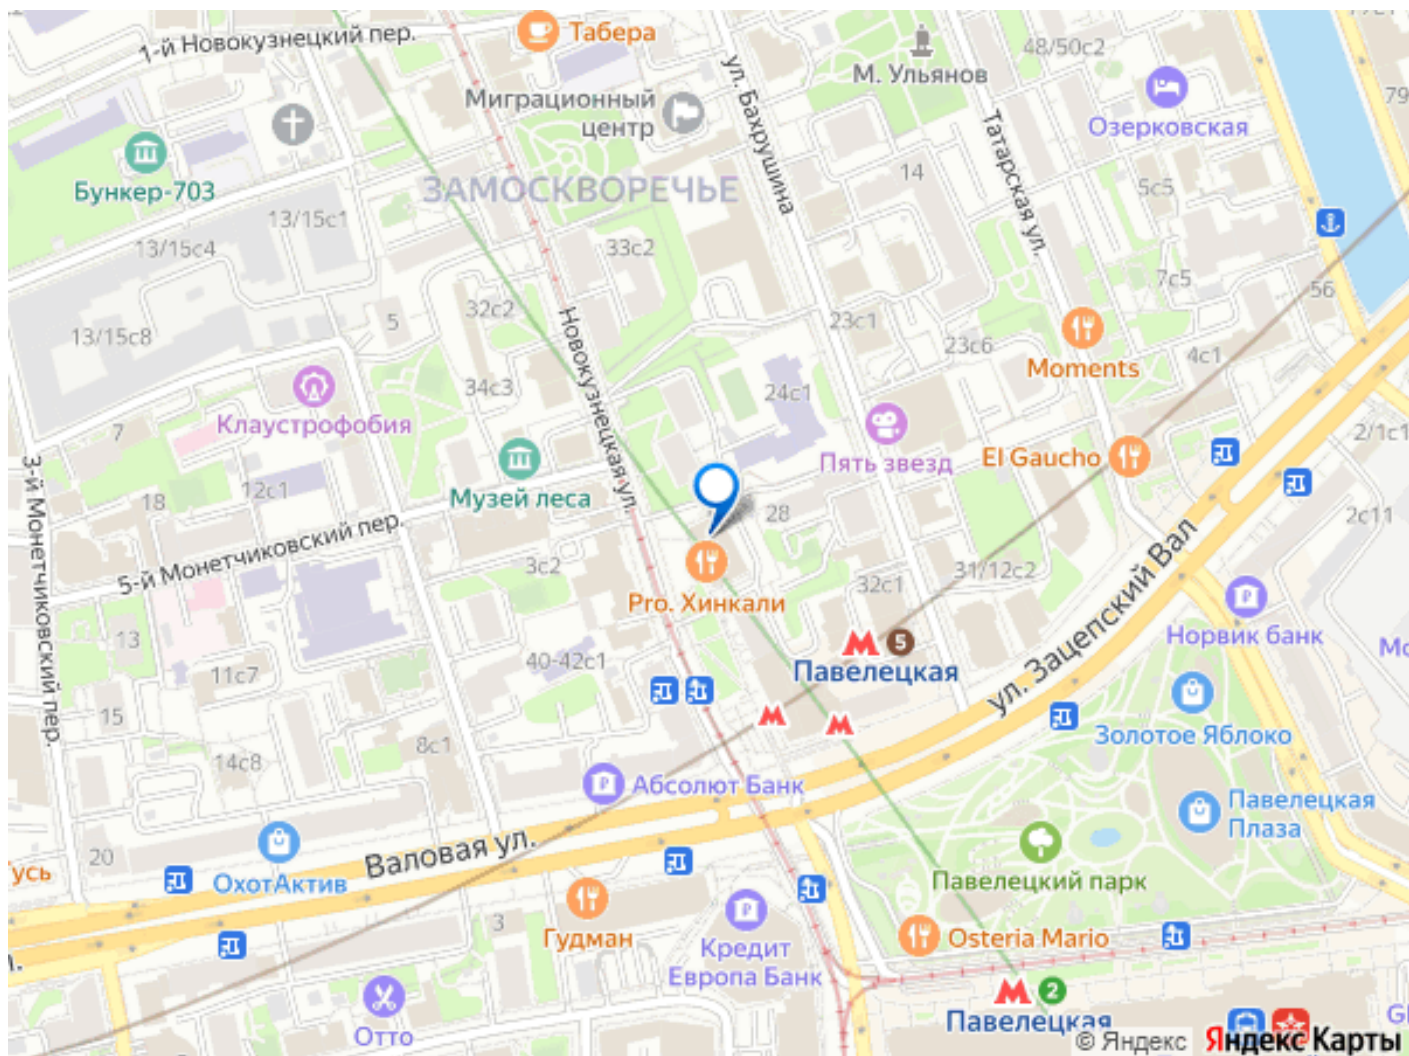 1-й Новокузнецкий пер.
Табера
48/50с2
М. Ульянов
79
Миграционный
центр
ул. Бахрушина
Озерковская
Татарская ул.
Бункер-703
ЗАМОСКВОРЕЧЬЕ
14
5с5
13/15с1
13/15с4
33с2
7с5
56
32с2
5
13/15с8
Новокузнецкая ул.
23с1
23с6
4с1
Moments
34с3
24с1
Клаустрофобия
7
2/1с1
Пять звезд
El Gaucho
3-й Монетчиковский пер.
12с1
18
Музей леса
28
2с11
5-й Монетчиковский пер.
3с2
31/12с2
32с1
Pro. Хинкали
ул. Зацепский Вал
Норвик банк
13
5
Павелецкая
40-42с1
11с7
15
8с1
14с8
Золотое Яблоко
Абсолют Банк
Павелецкая
Плаза
20
Валовая ул.
ОхотАктив
Павелецкий парк
3
Гудман
Кредит
Европа Банк
Osteria Mario
2
Павелецкая
Отто
© Яндекс Яндекс Карты